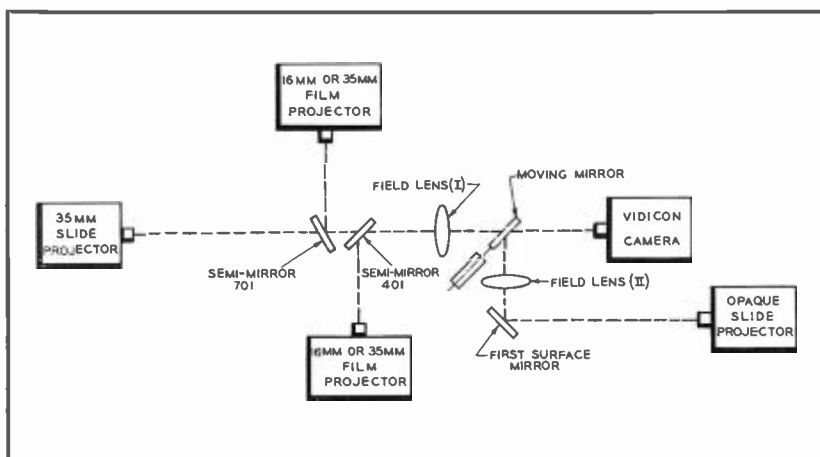 16MM OR 35MM
FILM
PROJECTOR
MOVING MIRROR
FIELD LENS(I)
35MM
SLIDE
PROJECTOR
VIDICON
CAMERA
SEMI-MIRROR
701
SEMI-MIRROR
401
FIELD LENS(II)
OPAQUE
SLIDE
PROJECTOR
FIRST SURFACE
MIRROR
16MM OR 35MM
FILM
PROJECTOR